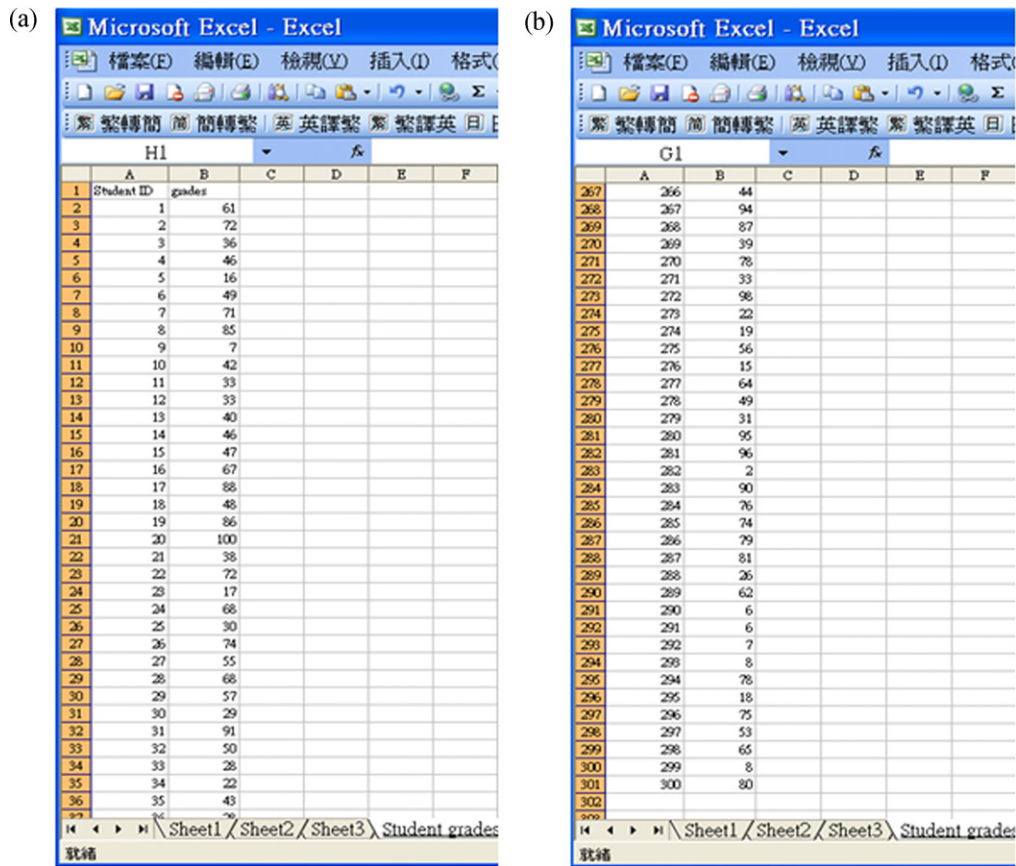 (a)
Microsoft Excel - Excel
檔案(F) 編輯(E) 檢視(V) 插入(I) 格式(
Σ
繁 繁轉簡 简 簡轉繁 英 英譯繁 繁 繁譯英 日
H1 fx
A B C D E F
1 Student ID grades
2 1 61
3 2 72
4 3 36
5 4 46
6 5 16
7 6 49
8 7 71
9 8 85
10 9 7
11 10 42
12 11 33
13 12 33
14 13 40
15 14 46
16 15 47
17 16 67
18 17 88
19 18 48
20 19 86
21 20 100
22 21 38
23 22 72
24 23 17
25 24 68
26 25 30
27 26 74
28 27 55
29 28 68
30 29 57
31 30 29
32 31 91
33 32 50
34 33 28
35 34 22
36 35 43
Sheet1 Sheet2 Sheet3 Student grades
就緒
(b)
Microsoft Excel - Excel
檔案(F) 編輯(E) 檢視(V) 插入(I) 格式
Σ
繁 繁轉簡 简 簡轉繁 英 英譯繁 繁 繁譯英 日
G1 fx
A B C D E F
267 266 44
268 267 94
269 268 87
270 269 39
271 270 78
272 271 33
273 272 98
274 273 22
275 274 19
276 275 56
277 276 15
278 277 64
279 278 49
280 279 31
281 280 95
282 281 96
283 282 2
284 283 90
285 284 76
286 285 74
287 286 79
288 287 81
289 288 26
290 289 62
291 290 6
292 291 6
293 292 7
294 293 8
295 294 78
296 295 18
297 296 75
298 297 53
299 298 65
300 299 8
301 300 80
302
Sheet1 Sheet2 Sheet3 Student grades
就緒